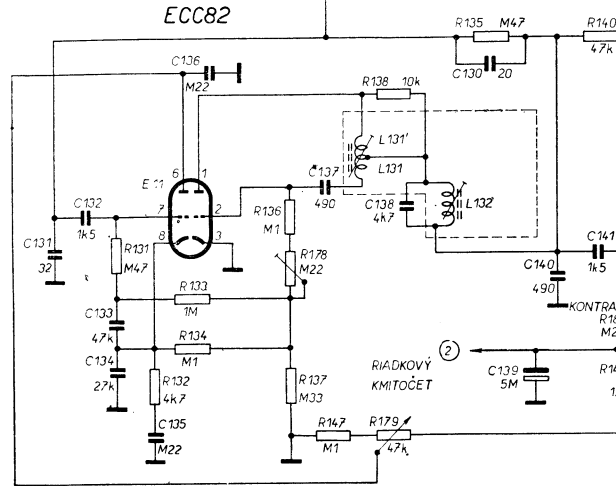 ECC82
R135 M47
R140
47k
C130 20
C136
M22
R138 10k
L131'
L131
C137
490
6 1
7 2
8 3
C132
1k5
R136
M1
C138
4k7
L132
C131
32
R131
M47
R178
M22
C140
490
C141
1k5
R133
1M
KONTRA
C133
47k
R134
M1
C134
27k
R132
4k7
R137
M33
RIADKOVÝ
KMITOČET
2
C139
5M
C135
M22
R147
M1
R179
47k